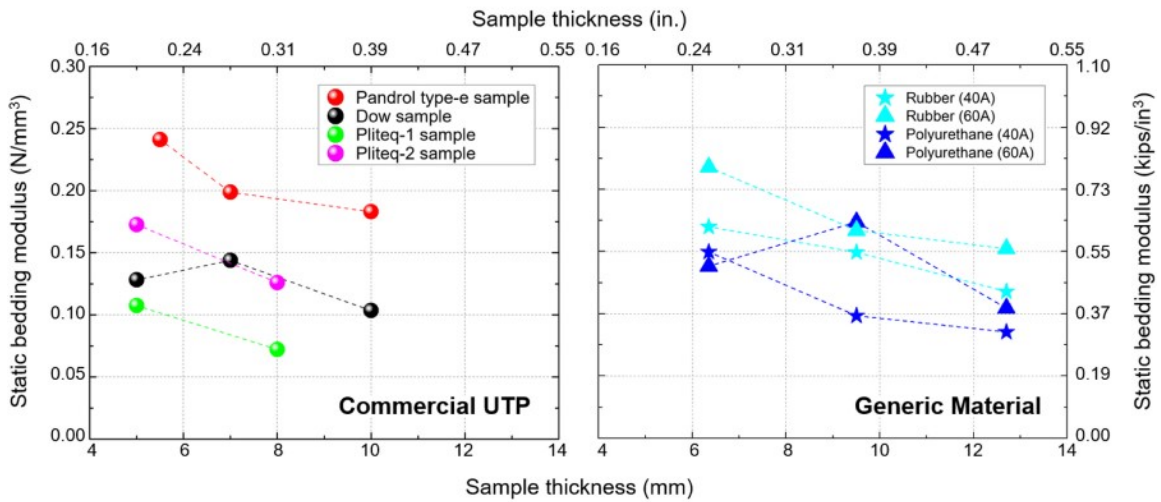 Sample thickness (in.)
0.16 0.24 0.31 0.39 0.47 0.55
0.16 0.24 0.31 0.39 0.47 0.55
Static bedding modulus (N/mm³)
0.30
0.25
0.20
0.15
0.10
0.05
0.00
Pandrol type-e sample
Dow sample
Pliteq-1 sample
Pliteq-2 sample
Commercial UTP
4 6 8 10 12 14
Rubber (40A)
Rubber (60A)
Polyurethane (40A)
Polyurethane (60A)
Generic Material
4 6 8 10 12 14
1.10
0.92
0.73
0.55
0.37
0.19
0.00
Static bedding modulus (kips/in³)
Sample thickness (mm)